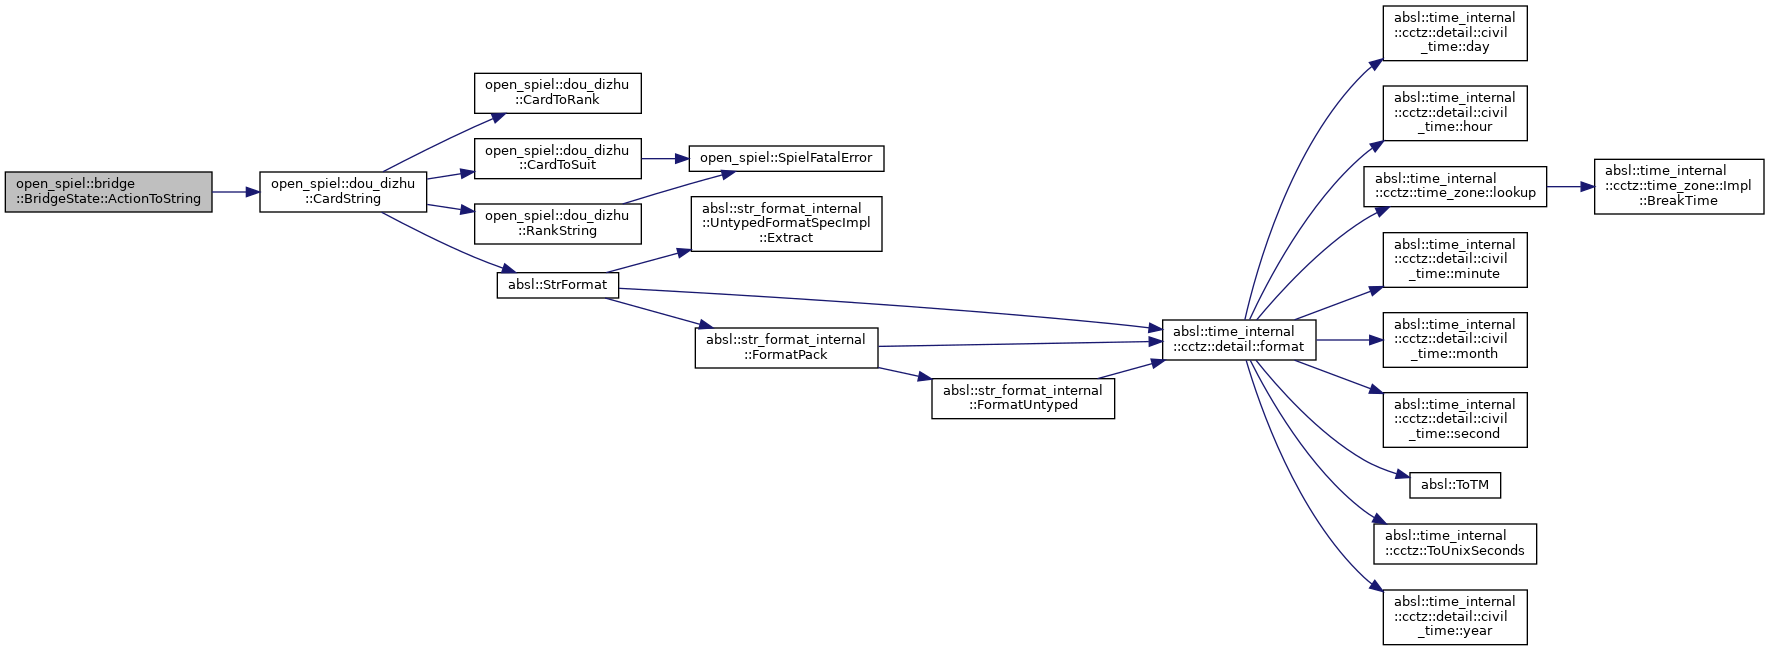 open_spiel::bridge
::BridgeState::ActionToString
open_spiel::dou_dizhu
::CardString
open_spiel::dou_dizhu
::CardToRank
open_spiel::dou_dizhu
::CardToSuit
open_spiel::dou_dizhu
::RankString
absl::StrFormat
open_spiel::SpielFatalError
absl::str_format_internal
::UntypedFormatSpecImpl
::Extract
absl::str_format_internal
::FormatPack
absl::str_format_internal
::FormatUntyped
absl::time_internal
::cctz::detail::format
absl::time_internal
::cctz::detail::civil
_time::day
absl::time_internal
::cctz::detail::civil
_time::hour
absl::time_internal
::cctz::time_zone::lookup
absl::time_internal
::cctz::time_zone::Impl
::BreakTime
absl::time_internal
::cctz::detail::civil
_time::minute
absl::time_internal
::cctz::detail::civil
_time::month
absl::time_internal
::cctz::detail::civil
_time::second
absl::ToTM
absl::time_internal
::cctz::ToUnixSeconds
absl::time_internal
::cctz::detail::civil
_time::year